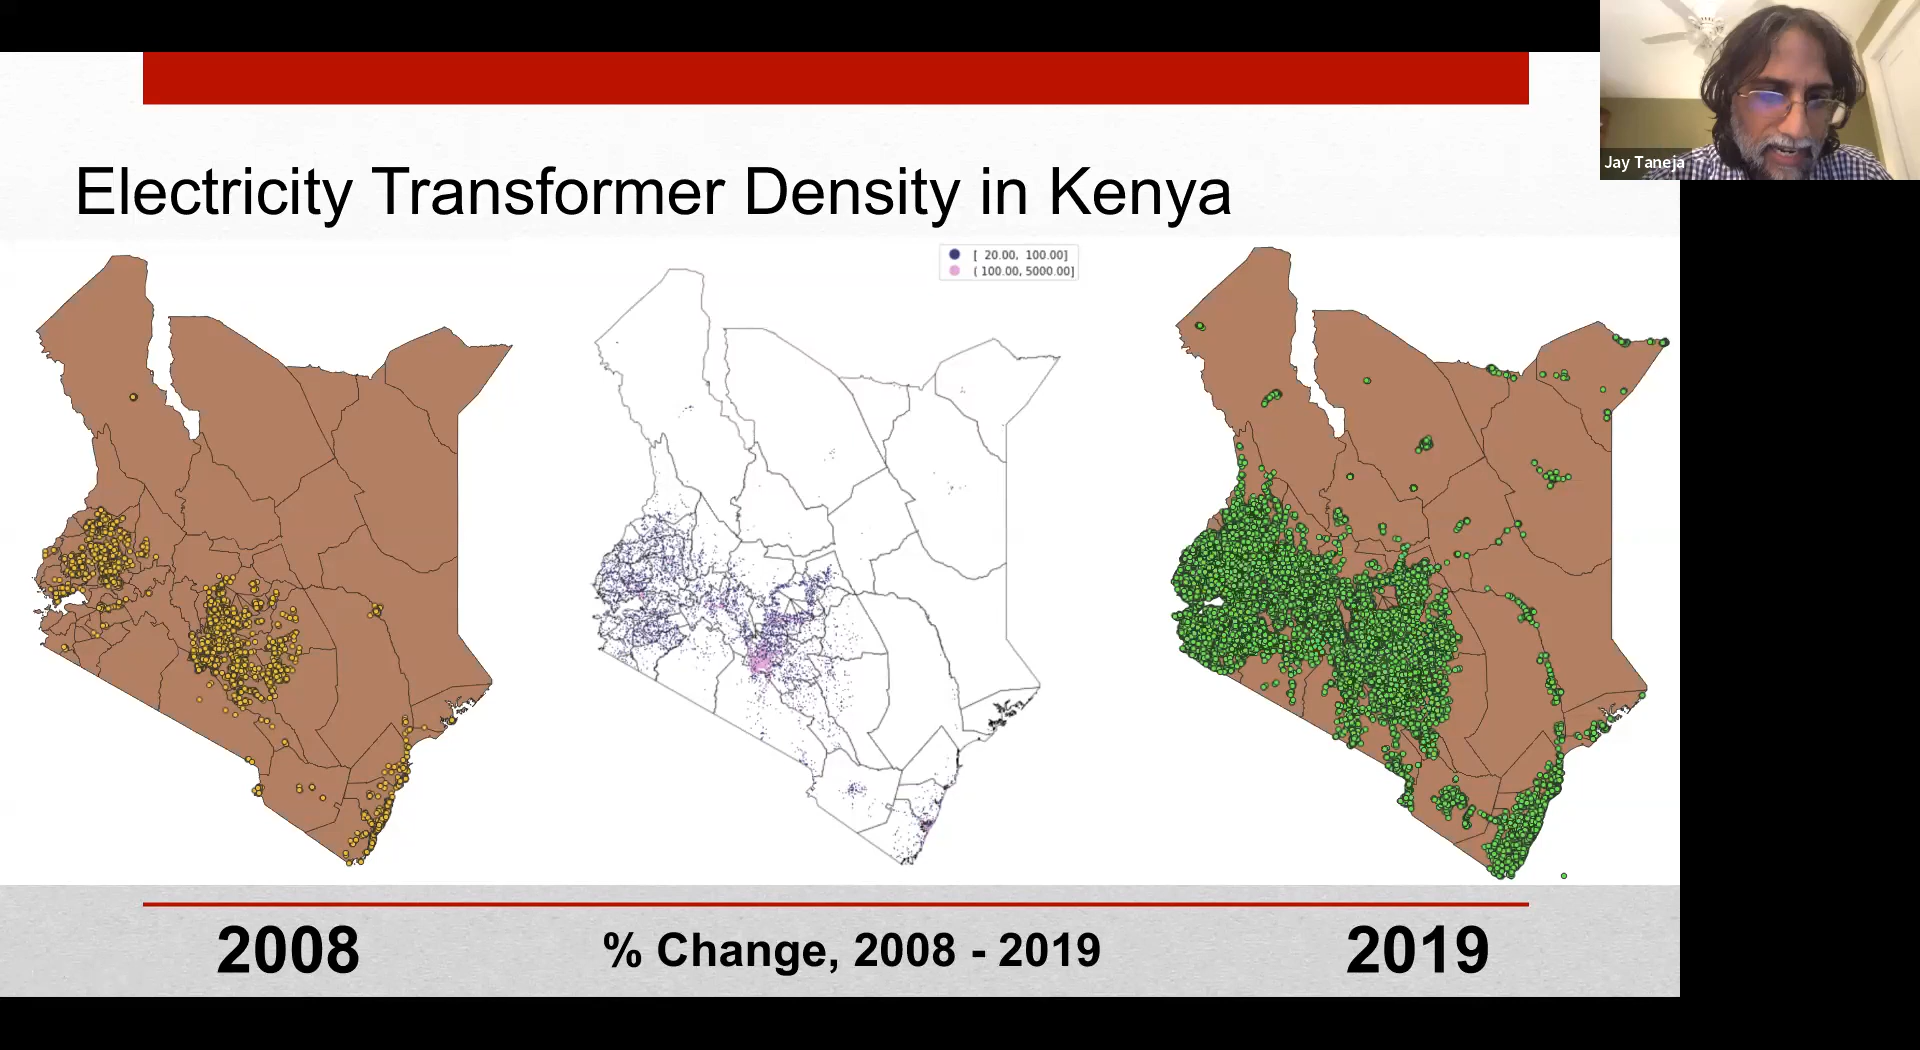 Jay Taneja
Electricity Transformer Density in Kenya
[ 20.00, 100.00]
( 100.00, 5000.00]
2008
% Change, 2008 - 2019
2019